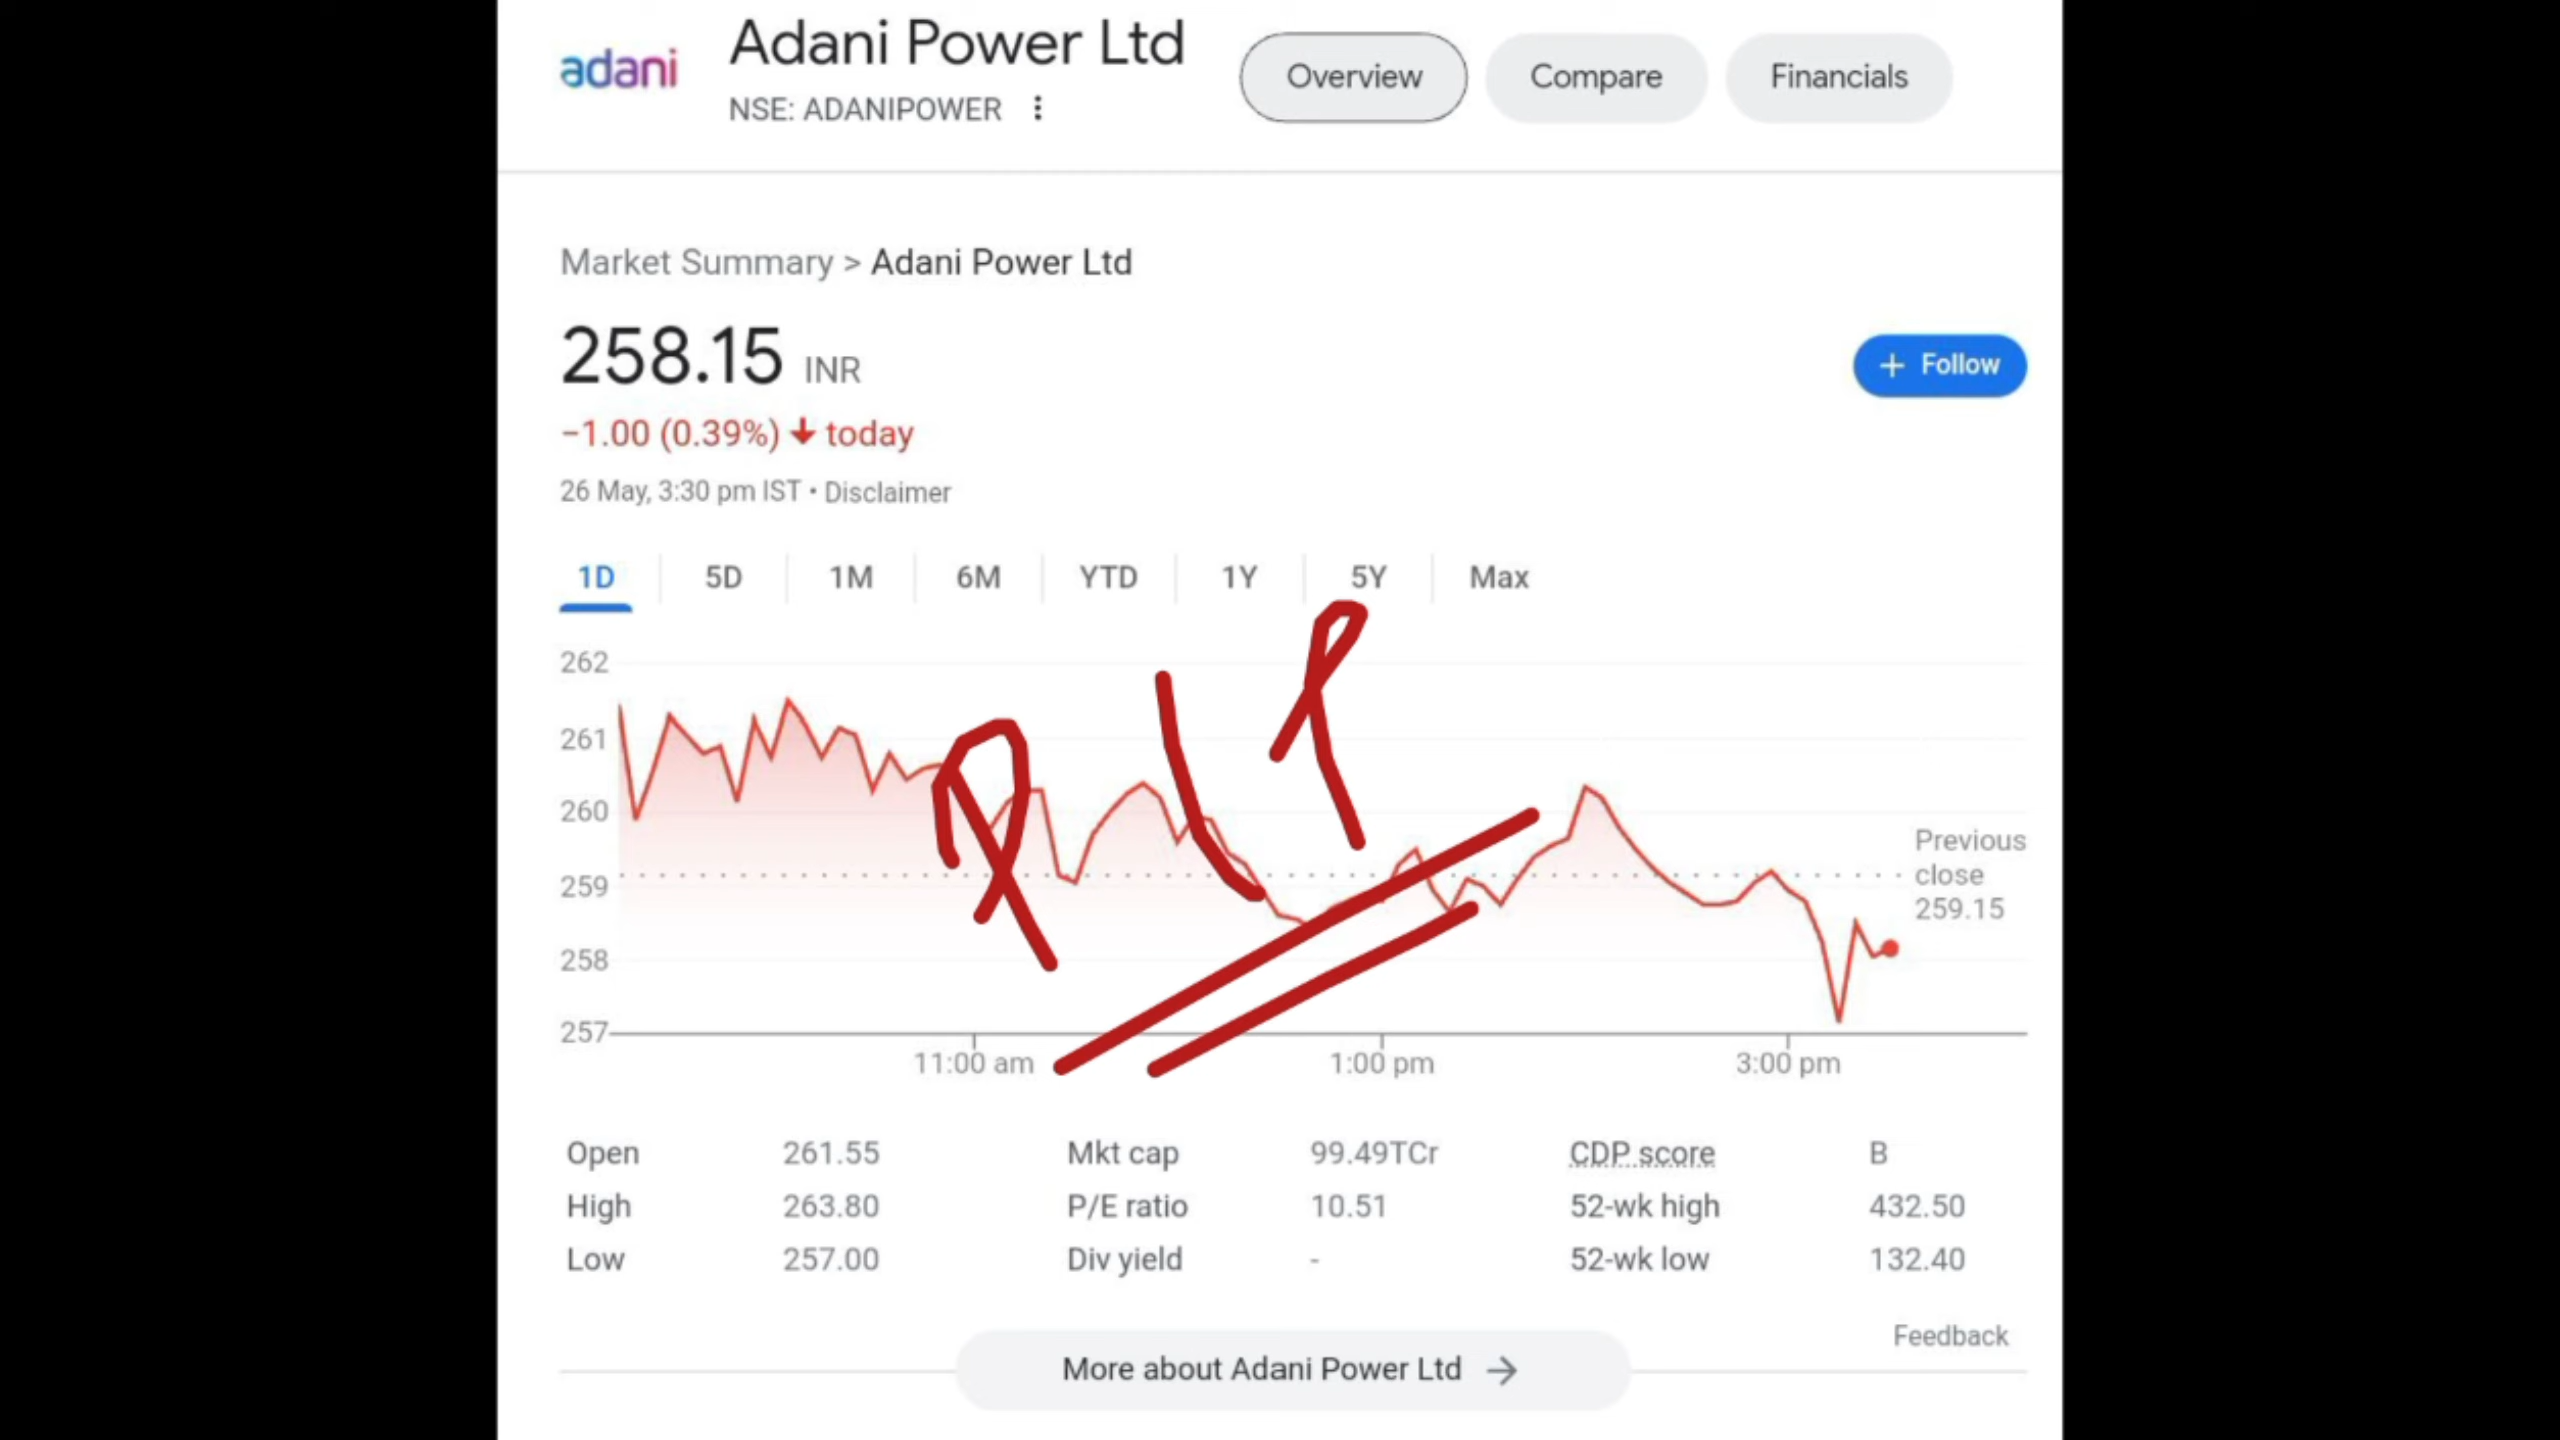 adani
Adani Power Ltd
NSE: ADANIPOWER
Overview
Compare
Financials
Market Summary > Adani Power Ltd
258.15 INR
+ Follow
−1.00 (0.39%) ↓ today
26 May, 3:30 pm IST • Disclaimer
1D 5D 1M 6M YTD 1Y 5Y Max
262
261
260
259
258
257
Previous
close
259.15
11:00 am 1:00 pm 3:00 pm
Open 261.55 Mkt cap 99.49TCr CDP score B
High 263.80 P/E ratio 10.51 52-wk high 432.50
Low 257.00 Div yield - 52-wk low 132.40
Feedback
More about Adani Power Ltd →